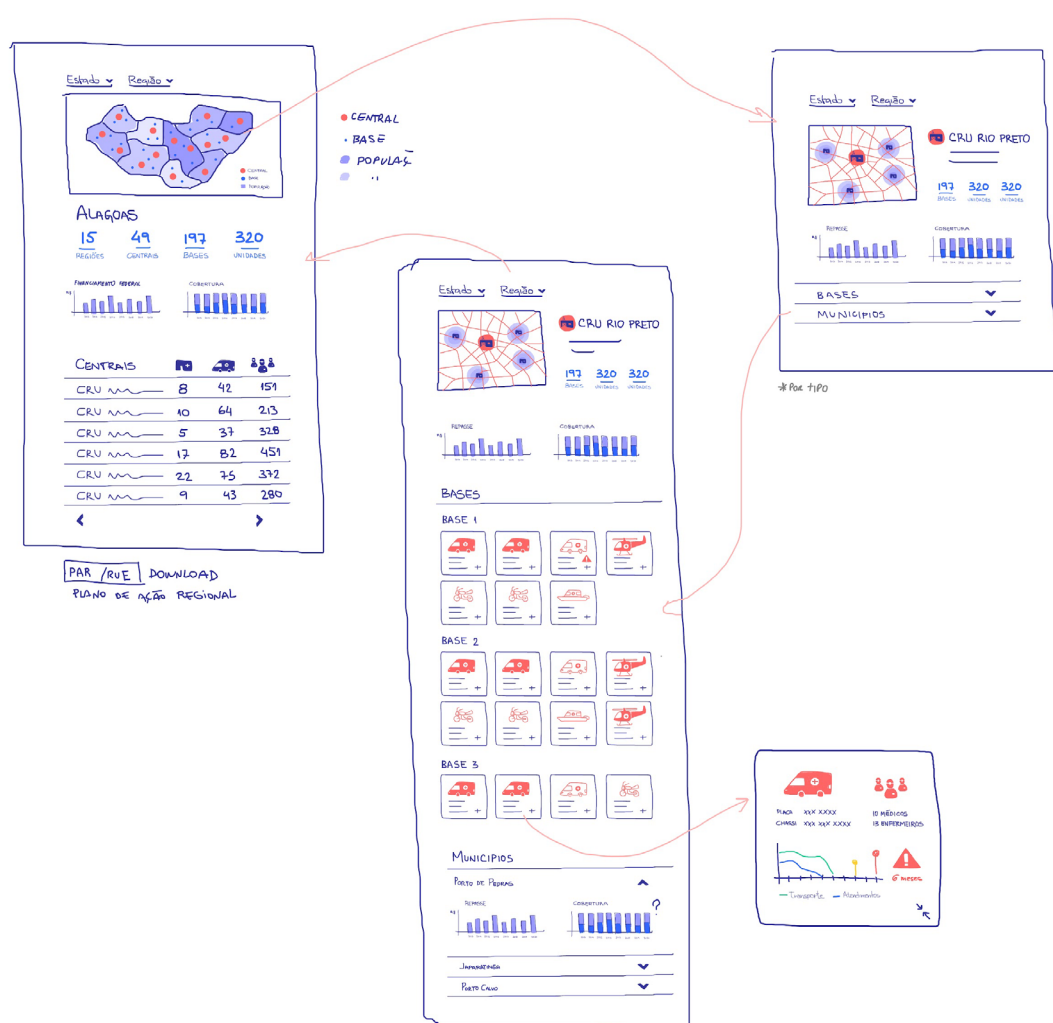 Estado Região
CENTRAL
BASE
POPULAÇÃO
ALAGOAS
15 49 197 320
REGIÕES CENTRAIS BASES UNIDADES
FINANCIAMENTO FEDERAL COBERTURA
R$
● CENTRAL
• BASE
POPULAÇ~
"
CENTRAIS
CRU 8 42 151
CRU 10 64 213
CRU 5 37 328
CRU 17 82 451
CRU 22 75 372
CRU 9 43 280
< >
PAR /RUE DOWNLOAD
PLANO DE AÇÃO REGIONAL
Estado Região
CRU RIO PRETO
197 320 320
BASES UNIDADES UNIDADES
REPASSE COBERTURA
R$
BASES
BASE 1
BASE 2
BASE 3
MUNICIPIOS
PORTO DE PEDRAS
REPASSE COBERTURA ?
R$
JAPARATINGA
PORTO CALVO
Estado Região
CRU RIO PRETO
197 320 320
BASES UNIDADES UNIDADES
REPASSE COBERTURA
R$
BASES
MUNICIPIOS
* POR TIPO
PLACA XXX XXXX
CHASSI XXX XXX XXXX
10 MÉDICOS
13 ENFERMEIROS
6 MESES
Transporte Atendimentos